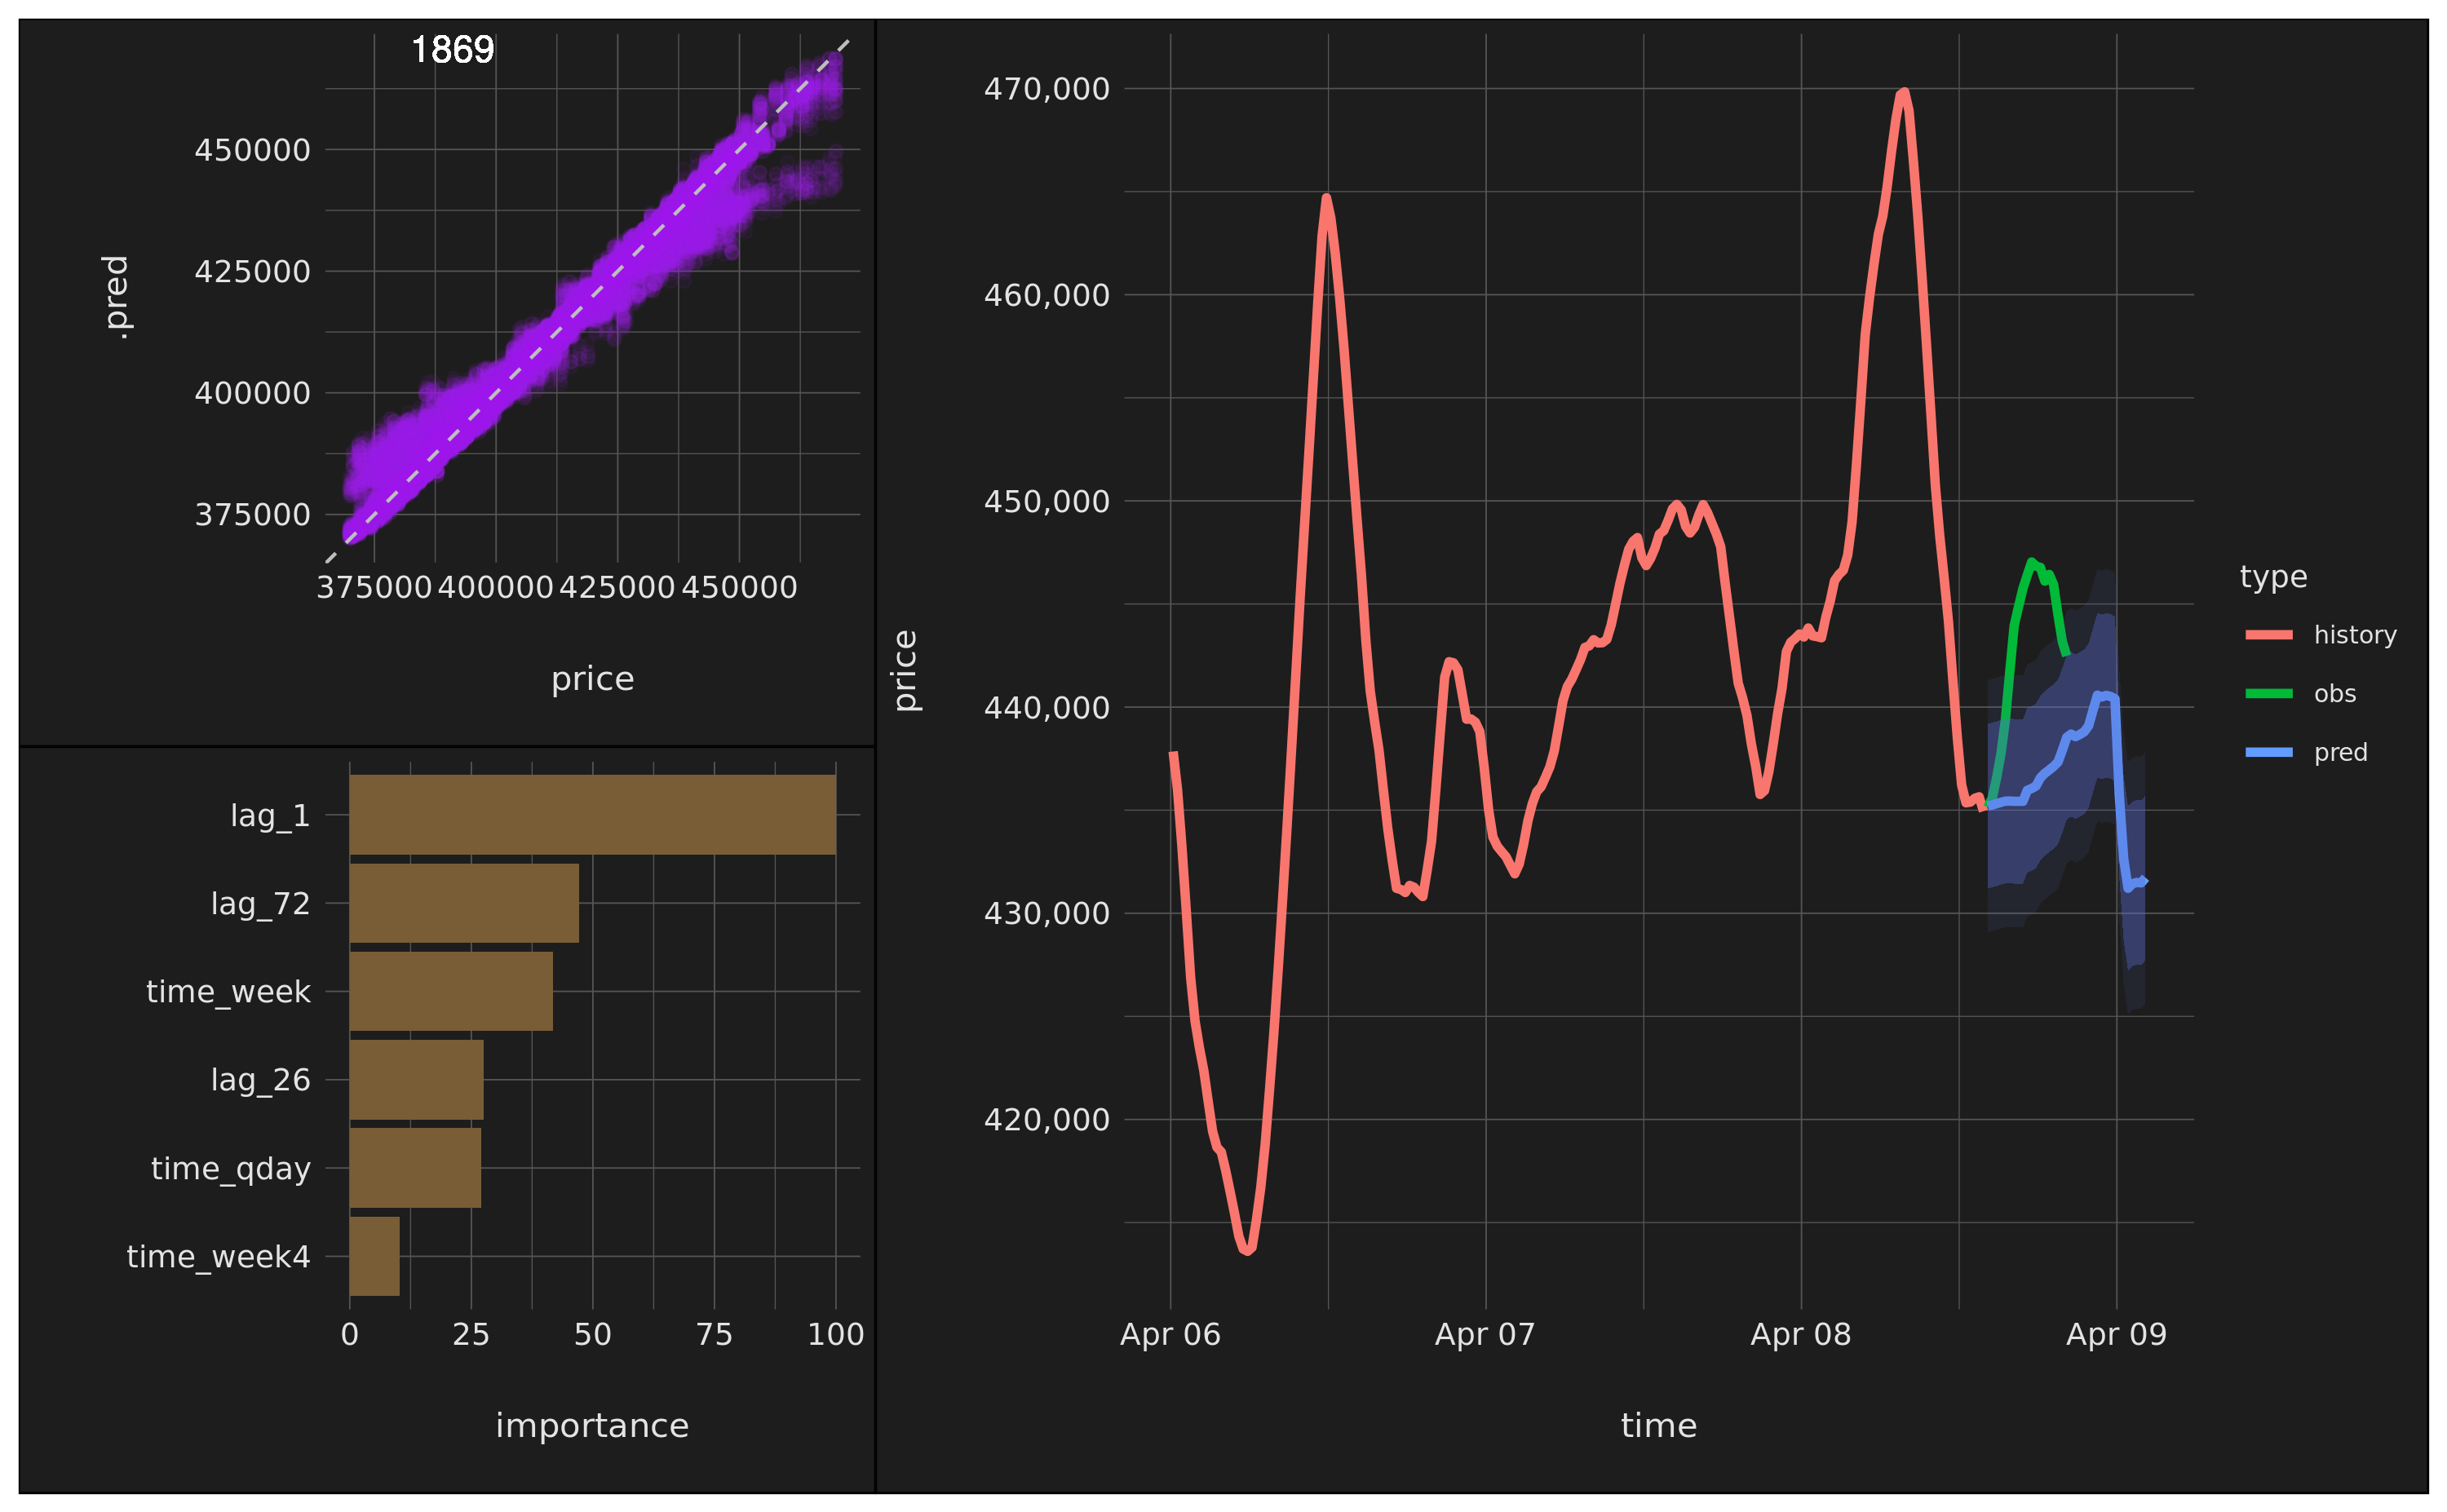 1869
450000
425000
400000
375000
.pred
375000 400000 425000 450000
price
lag_1
lag_72
time_week
lag_26
time_qday
time_week4
0 25 50 75 100
importance
470,000
460,000
450,000
440,000
430,000
420,000
price
Apr 06 Apr 07 Apr 08 Apr 09
time
type
history
obs
pred